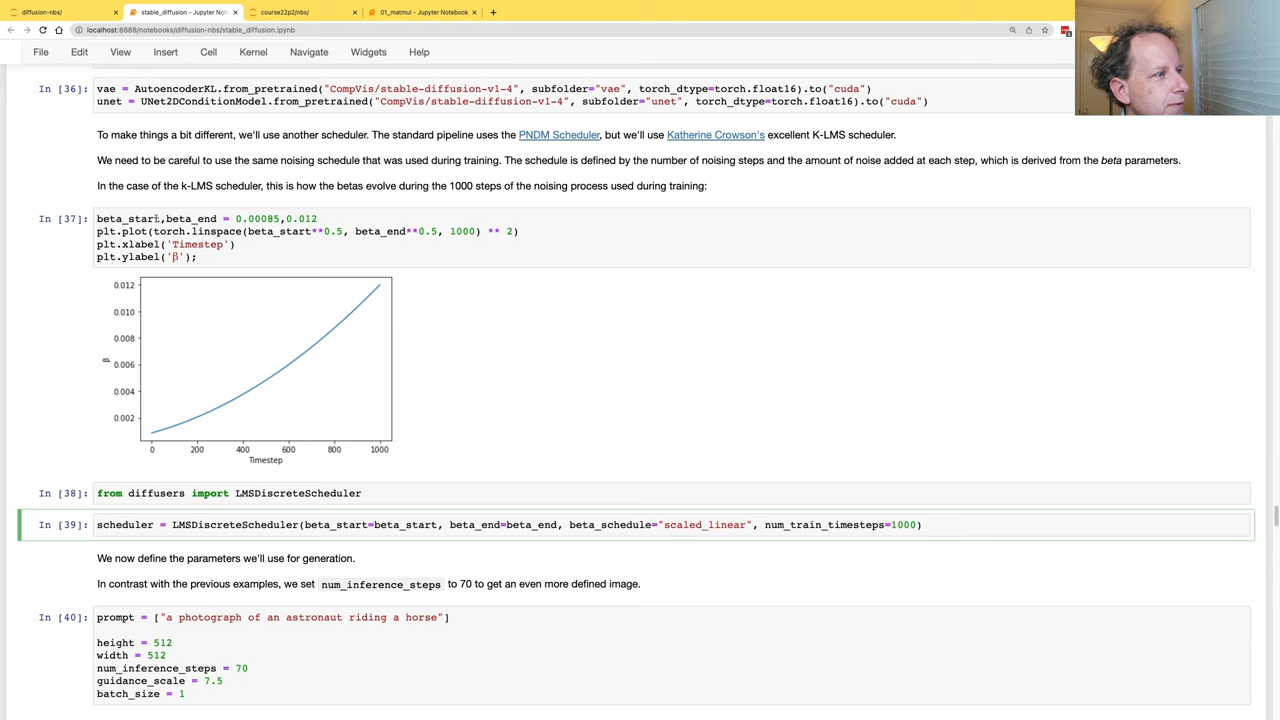 diffusion-nbs/
stable_diffusion - Jupyter Not
course22p2/nbs/
01_matmul - Jupyter Notebook
localhost:8888/notebooks/diffusion-nbs/stable_diffusion.ipynb
File Edit View Insert Cell Kernel Navigate Widgets Help
In [36]: vae = AutoencoderKL.from_pretrained("CompVis/stable-diffusion-v1-4", subfolder="vae", torch_dtype=torch.float16).to("cuda")
unet = UNet2DConditionModel.from_pretrained("CompVis/stable-diffusion-v1-4", subfolder="unet", torch_dtype=torch.float16).to("cuda")
To make things a bit different, we'll use another scheduler. The standard pipeline uses the PNDM Scheduler, but we'll use Katherine Crowson's excellent K-LMS scheduler.
We need to be careful to use the same noising schedule that was used during training. The schedule is defined by the number of noising steps and the amount of noise added at each step, which is derived from the beta parameters.
In the case of the k-LMS scheduler, this is how the betas evolve during the 1000 steps of the noising process used during training:
In [37]: beta_start,beta_end = 0.00085,0.012
plt.plot(torch.linspace(beta_start**0.5, beta_end**0.5, 1000) ** 2)
plt.xlabel('Timestep')
plt.ylabel('β');
0.012
0.010
0.008
β
0.006
0.004
0.002
0 200 400 600 800 1000
Timestep
In [38]: from diffusers import LMSDiscreteScheduler
In [39]: scheduler = LMSDiscreteScheduler(beta_start=beta_start, beta_end=beta_end, beta_schedule="scaled_linear", num_train_timesteps=1000)
We now define the parameters we'll use for generation.
In contrast with the previous examples, we set num_inference_steps to 70 to get an even more defined image.
In [40]: prompt = ["a photograph of an astronaut riding a horse"]
height = 512
width = 512
num_inference_steps = 70
guidance_scale = 7.5
batch_size = 1